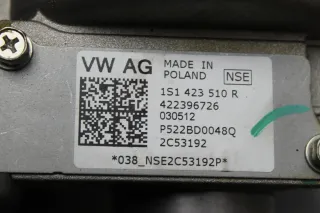 VW AG MADE IN
POLAND NSE
1S1 423 510 R
422396726
030512
P522BD0048Q
2C53192
*038_NSE2C53192P*